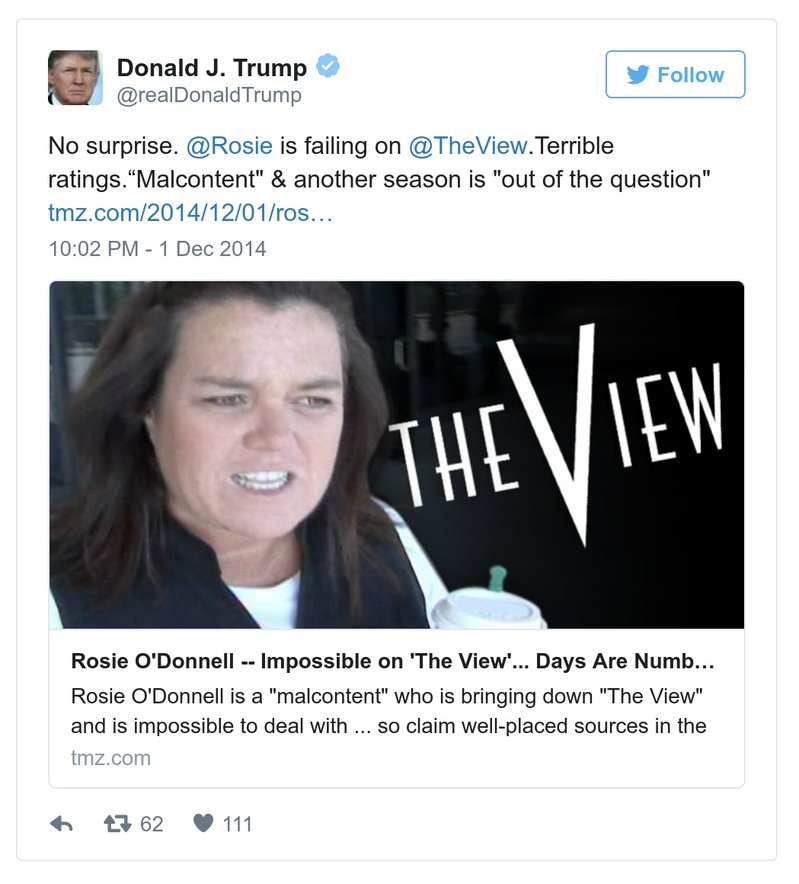 Donald J. Trump
@realDonaldTrump
Follow
No surprise. @Rosie is failing on @TheView.Terrible
ratings.“Malcontent" & another season is "out of the question"
tmz.com/2014/12/01/ros…
10:02 PM - 1 Dec 2014
THE VIEW
Rosie O'Donnell -- Impossible on 'The View'... Days Are Numb…
Rosie O'Donnell is a "malcontent" who is bringing down "The View"
and is impossible to deal with ... so claim well-placed sources in the
tmz.com
62
111